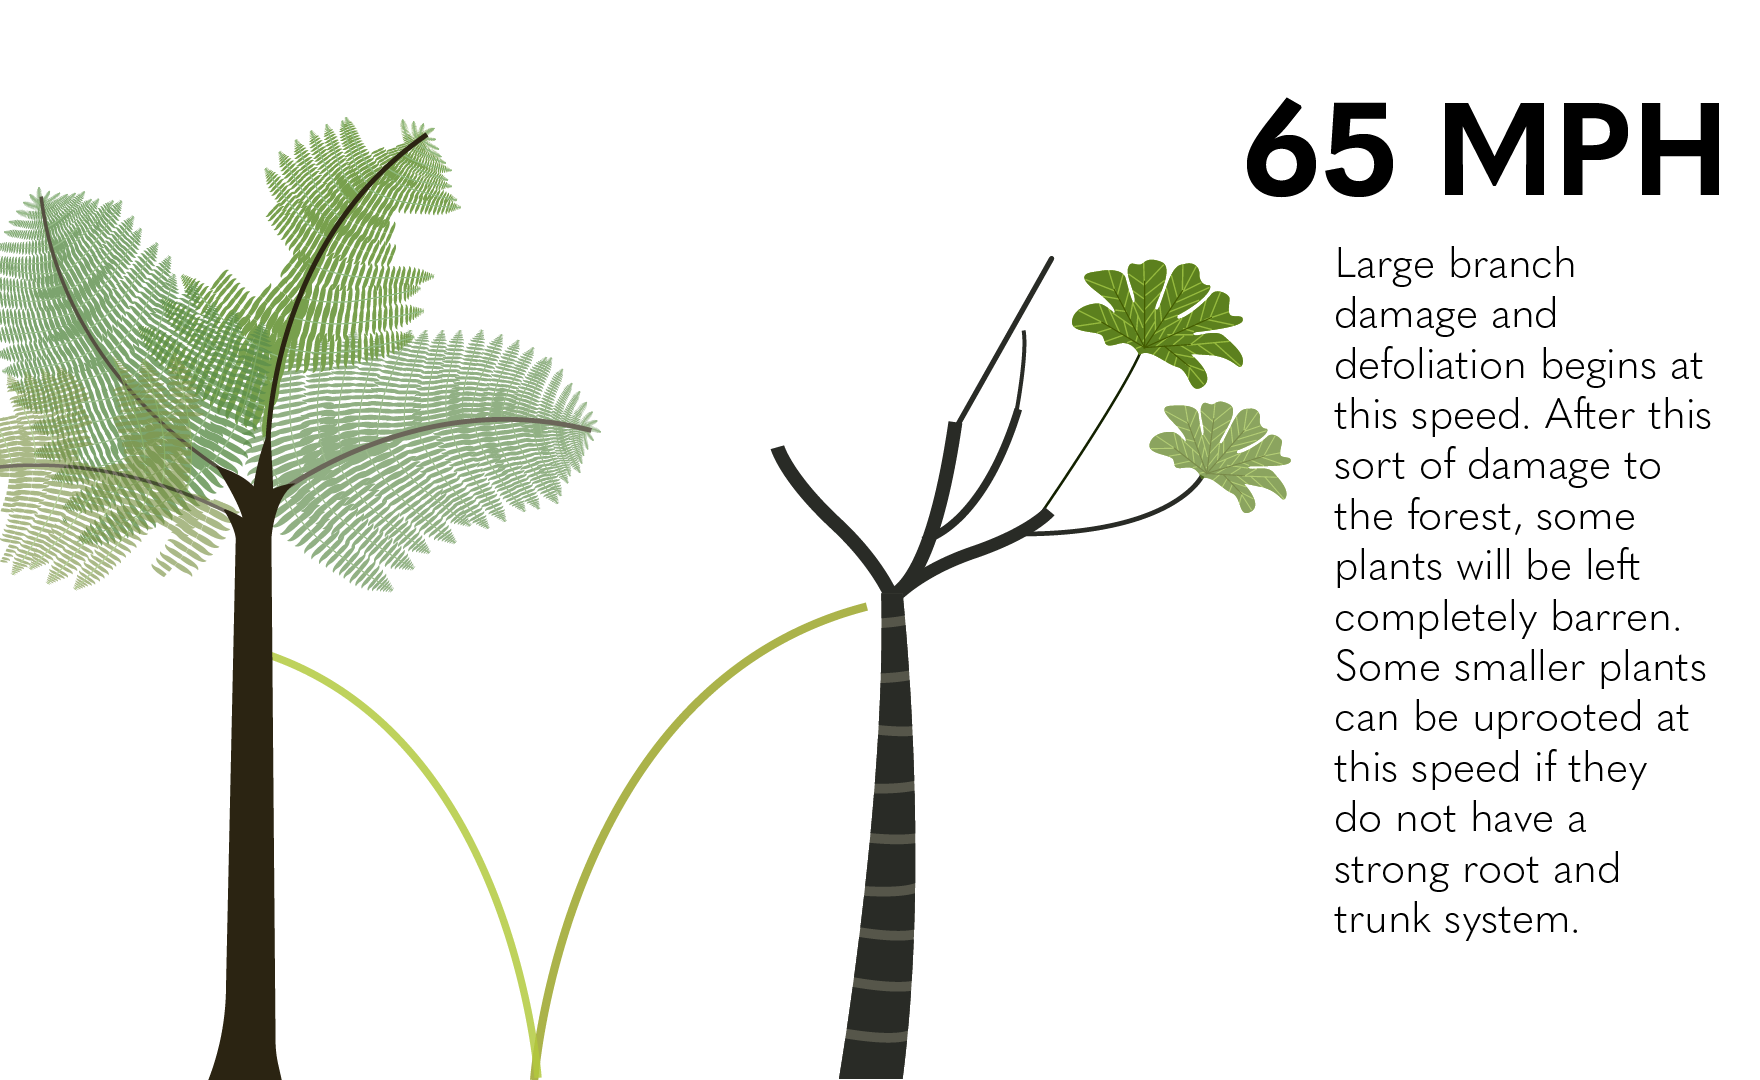 65 MPH
Large branch
damage and
defoliation begins at
this speed. After this
sort of damage to
the forest, some
plants will be left
completely barren.
Some smaller plants
can be uprooted at
this speed if they
do not have a
strong root and
trunk system.